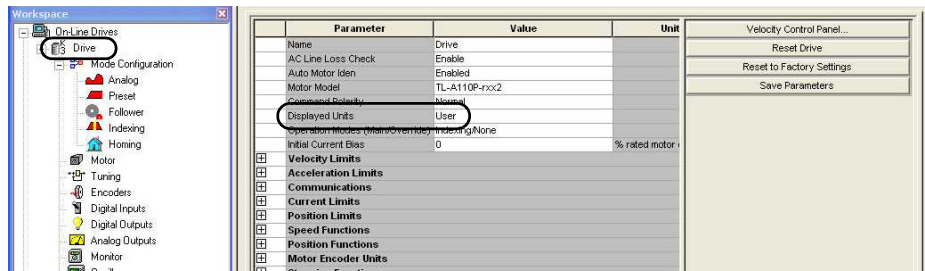 Workspace
On-Line Drives
Drive
Mode Configuration
Analog
Preset
Follower
Indexing
Homing
Motor
Tuning
Encoders
Digital Inputs
Digital Outputs
Analog Outputs
Monitor
Parameter Value Unit
Name Drive
AC Line Loss Check Enable
Auto Motor Iden Enabled
Motor Model TL-A110P-rxx2
Command Polarity Normal
Displayed Units User
Operation Modes (Main/Override) Indexing/None
Initial Current Bias 0 % rated motor
Velocity Limits
Acceleration Limits
Communications
Current Limits
Position Limits
Speed Functions
Position Functions
Motor Encoder Units
Velocity Control Panel...
Reset Drive
Reset to Factory Settings
Save Parameters